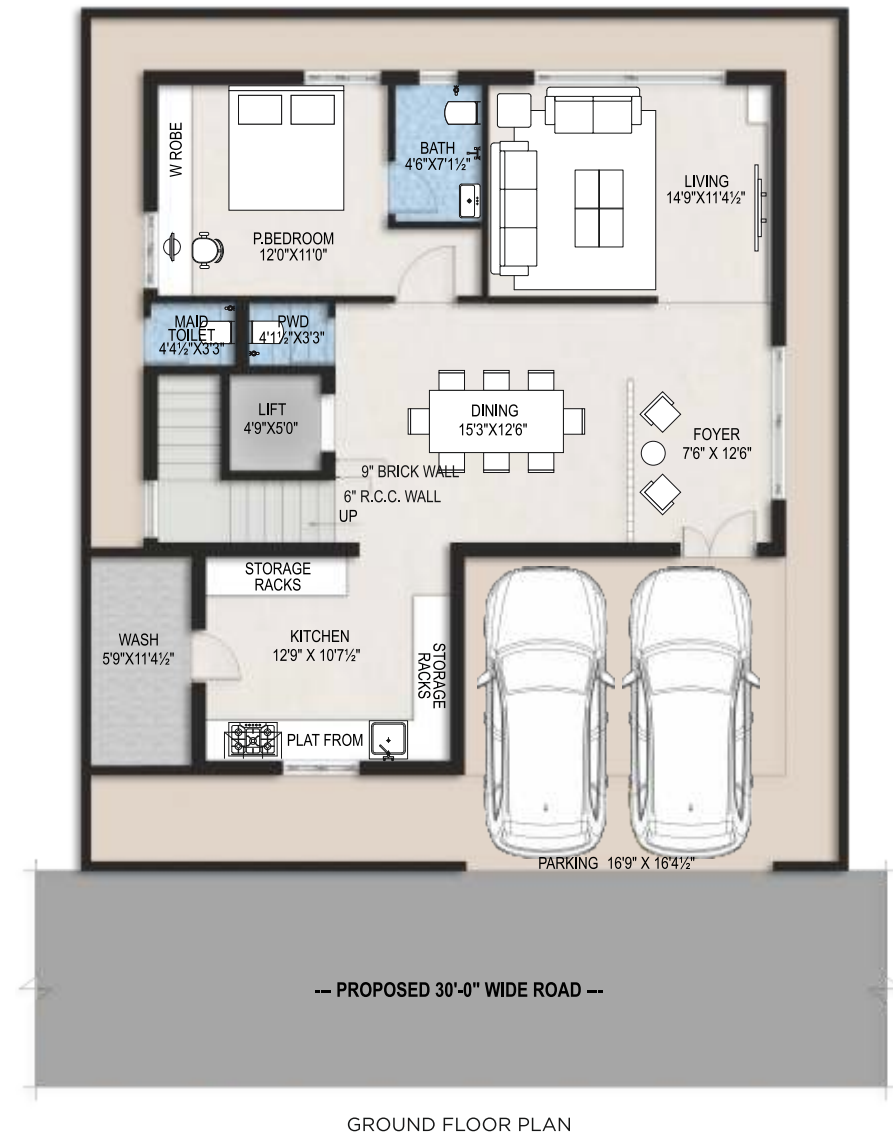 W ROBE
BATH
4'6"X7'1½"
LIVING
14'9"X11'4½"
P.BEDROOM
12'0"X11'0"
MAID
TOILET
4'4½"X3'3"
PWD
4'1½"X3'3"
LIFT
4'9"X5'0"
DINING
15'3"X12'6"
FOYER
7'6" X 12'6"
9" BRICK WALL
6" R.C.C. WALL
UP
STORAGE
RACKS
WASH
5'9"X11'4½"
KITCHEN
12'9" X 10'7½"
STORAGE
RACKS
PLAT FROM
PARKING 16'9" X 16'4½"
--- PROPOSED 30'-0" WIDE ROAD ---
GROUND FLOOR PLAN